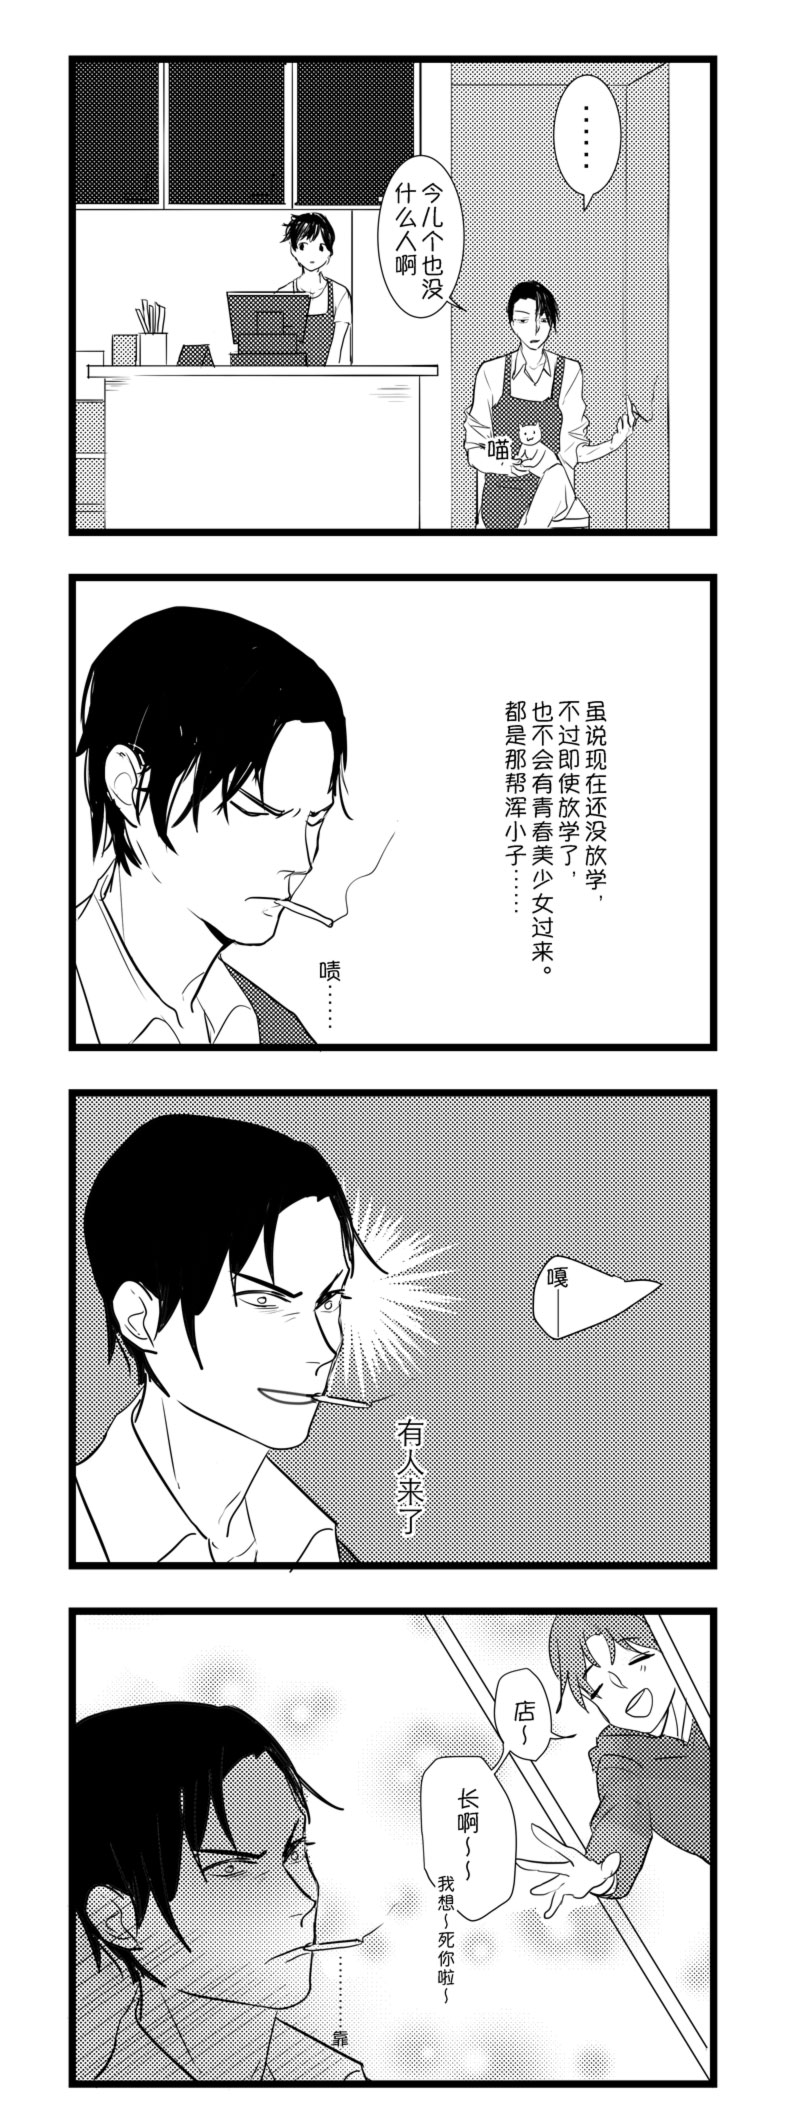 ……
今儿个也没
什么人啊
喵
虽说现在还没放学，
不过即使放学了，
也不会有青春美少女过来。
都是那帮浑小子……
啧……
嘎——
有人来了
店～
长啊～～
我想～死你啦～
……靠